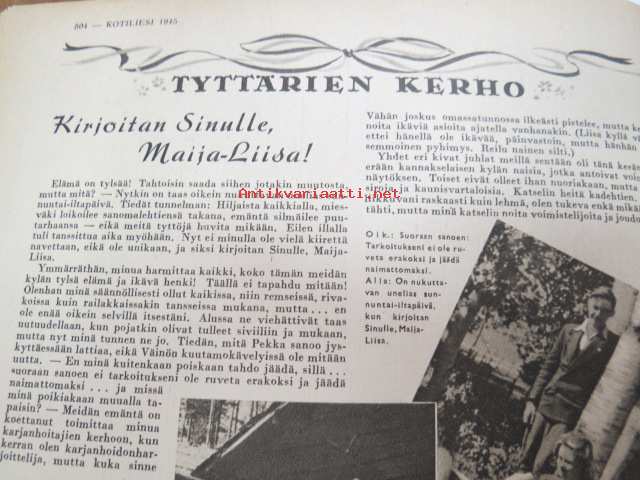 504 — KOTILIESI 1945
TYTTÄRIEN KERHO
Kirjoitan Sinulle,
Maija-Liisa!
Elämä on tylsää! Tahtoisin saada siihen jotakin muutosta,
mutta mitä? — Nytkin on taas oikein
nuntai-iltapäivä. Tiedät tunnelman: Hiljaista kaikkialla, mies-
väki loikoilee sanomalehtiensä takana, emäntä silmäilee puu-
tarhaansa — eikä meitä tyttöjä huvita mikään. Eilen illalla
tuli tanssittua aika myöhään. Nyt ei minulla ole vielä kiirettä
navettaan, eikä ole unikaan, ja siksi kirjoitan Sinulle, Maija-
Liisa.
Ymmärräthän, minua harmittaa kaikki, koko tämän meidän
kylän tylsä elämä ja ikävä henki! Täällä ei tapahdu mitään!
Olenhan minä säännöllisesti ollut kaikissa, niin remseissä, riva-
koissa kuin railakkaissakin tansseissa mukana, mutta... en
ole enää oikein selvillä itsestäni. Alussa ne viehättivät taas
uutuudellaan, kun pojatkin olivat tulleet siviiliin ja mukaan,
mutta nyt minä tunnen ne jo. Tiedän, mitä Pekka sanoo jys-
kyttäessään lattiaa, eikä Väinön kuutamokävelyissä ole mitään
uutta. — En minä kuitenkaan poiskaan tahdo jäädä, sillä...
suoraan sanoen ei tarkoitukseni ole ruveta erakoksi ja jäädä
naimattomaksi... ja missä
minä poikiakaan muualla ta-
paisin? — Meidän emäntä on
koettanut toimittaa minua
karjanhoitajien kerhoon, kun
kerran olen karjanhoidonhar-
joittelija, mutta kuka sinne
Vähän joskus omassatunnossa ilkeästi pistelee, mutta
noita ikäviä asioita ajatella vanhanakin. (Liisa kyllä
ettei hänellä ole ikävää, päinvastoin, mutta hänhän
semmoinen pyhimys. Reilu nainen silti.)
Yhdet eri kivat juhlat meillä sentään oli tänä kesänä
erään kannakselaisen kylän naisia, jotka antoivat voi
näytöksen. Toiset eivät olleet ihan nuoriakaan, mutta
siroja ja kaunisvartaloisia. Katselin heitä kadehtien.
liikkuvani raskaasti kuin lehmä, olen tukeva enkä mikä
tähti, mutta minä katselin noita voimistelijoita ja joudu
Oik.: Suoraan sanoen:
Tarkoitukseni ei ole ru-
veta erakoksi ja jäädä
naimattomaksi.
Alla: On nukutta-
van unelias sun-
nuntai-iltapäivä,
kun kirjoitan
Sinulle, Maija-
Liisa.
Antikvariaatti.net